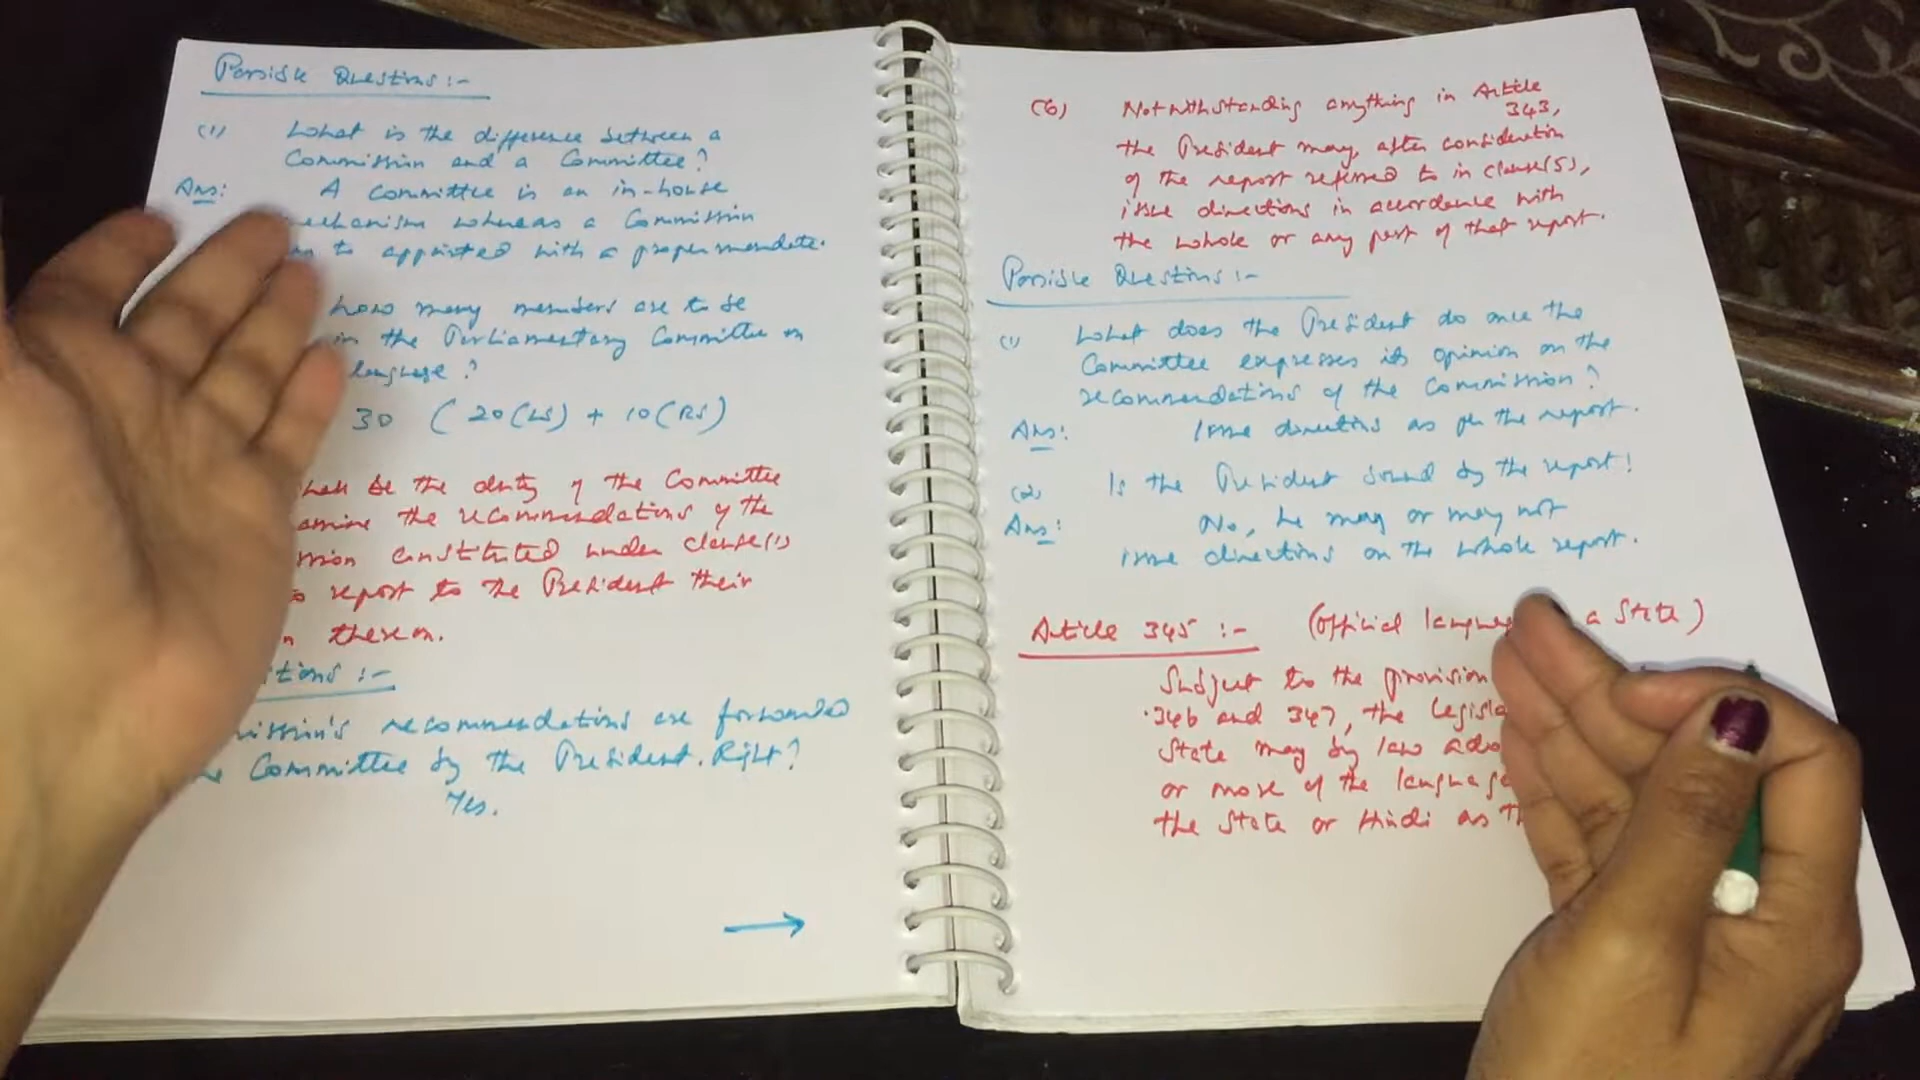 Possible Questions :-
(1) What is the difference between a
Commission and a Committee?
Ans: A Committee is an in-house
mechanism whereas a Commission
to appointed with a proper mandate.
how many members are to be
in the Parliamentary Committee on
language?
30 ( 20(LS) + 10(RS)
be the duty of the Committee
the recommendations of the
constituted under clause(1)
report to the President their
thereon.
:-
recommendations are forwarded
Committee by the President. Right?
Yes.
(6) Notwithstanding anything in Article
343,
the President may, after consideration
of the report referred to in clause(5),
issue directions in accordance with
the whole or any part of that report.
Possible Questions :-
(1) What does the President do once the
Committee expresses its opinion on the
recommendations of the Commission?
Ans: Issue directions as per the report.
(2) Is the President bound by the report?
Ans: No, he may or may not
issue directions on the whole report.
Article 345 :- (Official language a State)
Subject to the provision
346 and 347, the
State may by law
or more of the
the State or Hindi as